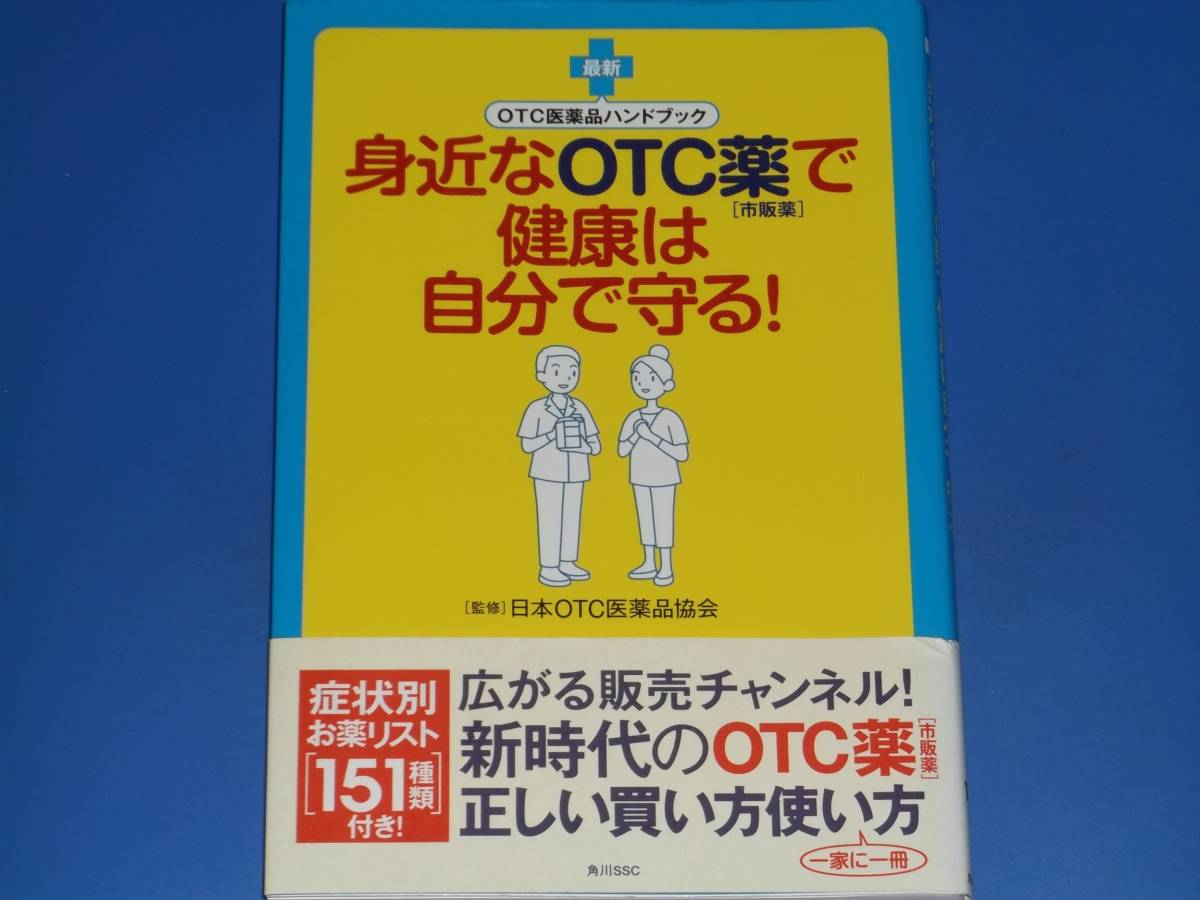 最新
OTC医薬品ハンドブック
身近なOTC薬で
[市販薬]
健康は
自分で守る!
[監修]日本OTC医薬品協会
症状別
お薬リスト
[151種類]
付き!
広がる販売チャンネル!
新時代のOTC薬[市販薬]
正しい買い方使い方
一家に一冊
角川SSC